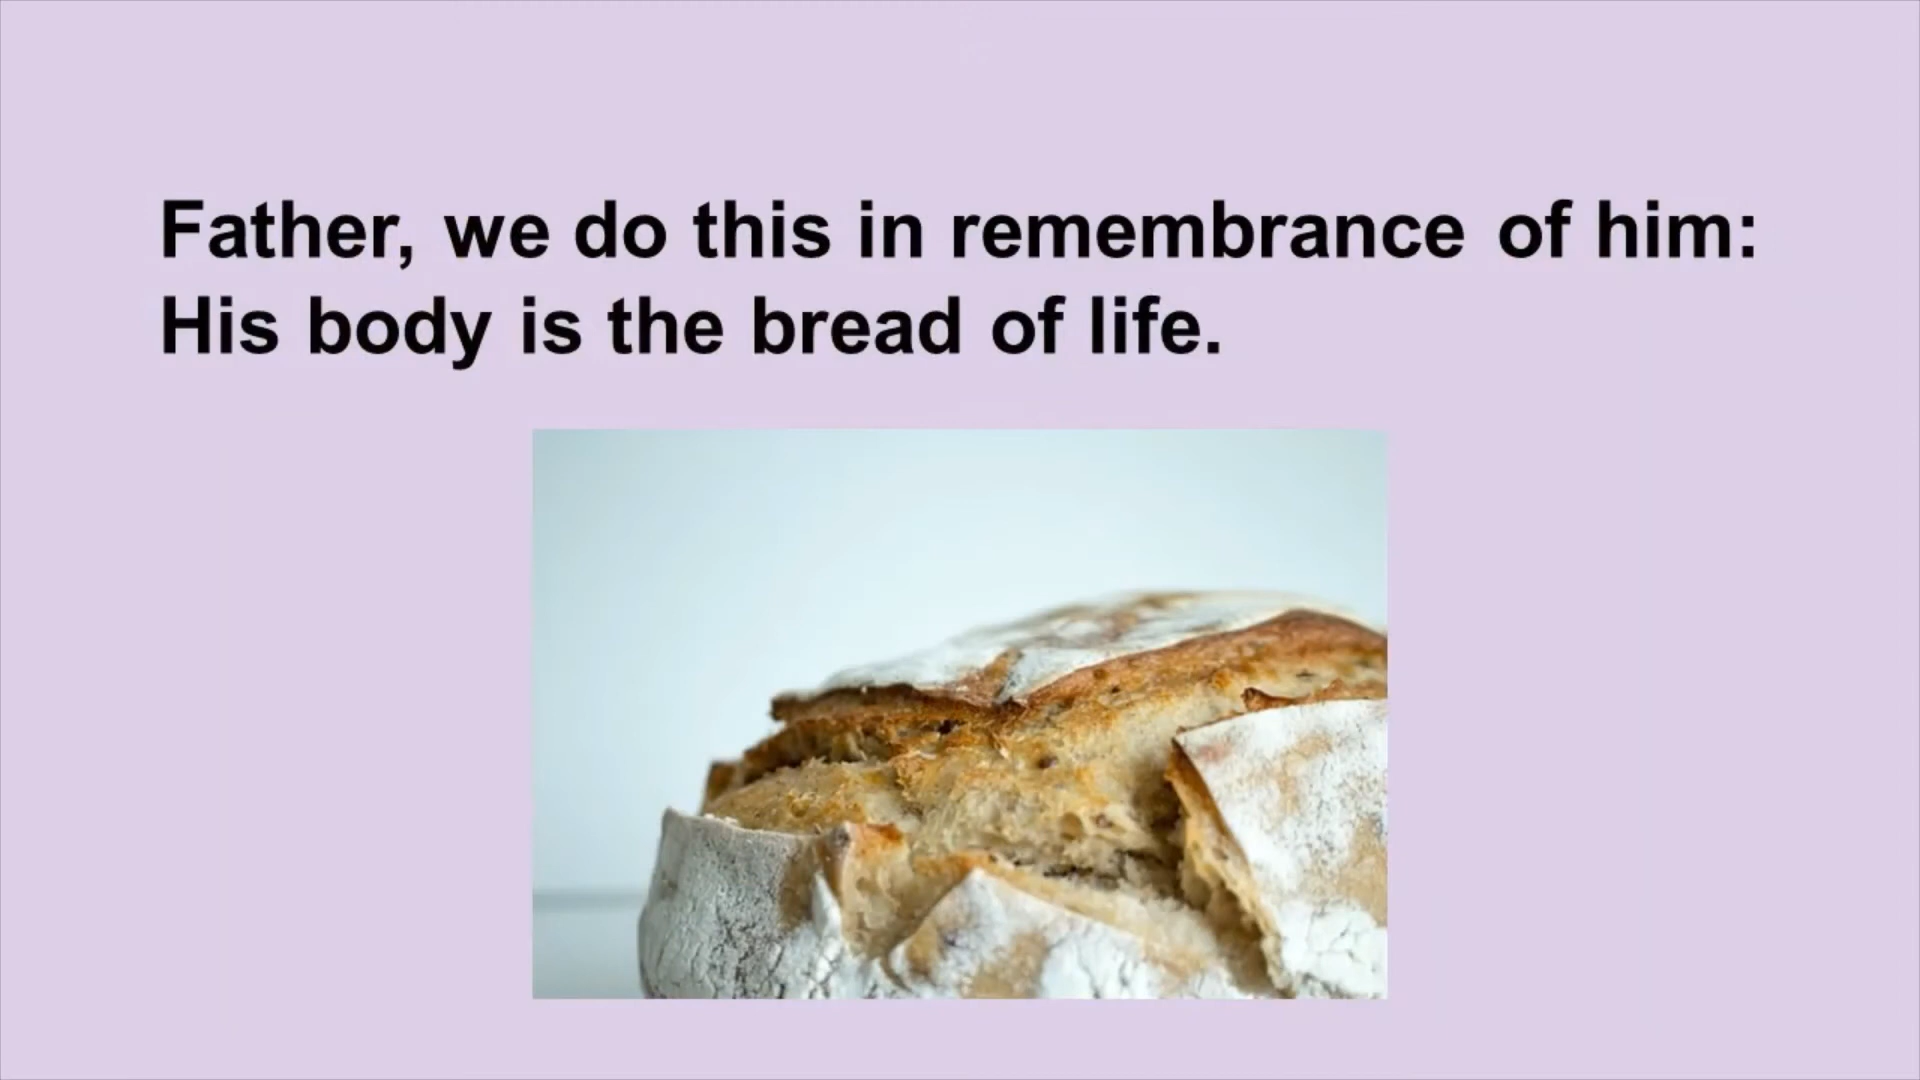 Father, we do this in remembrance of him:
His body is the bread of life.